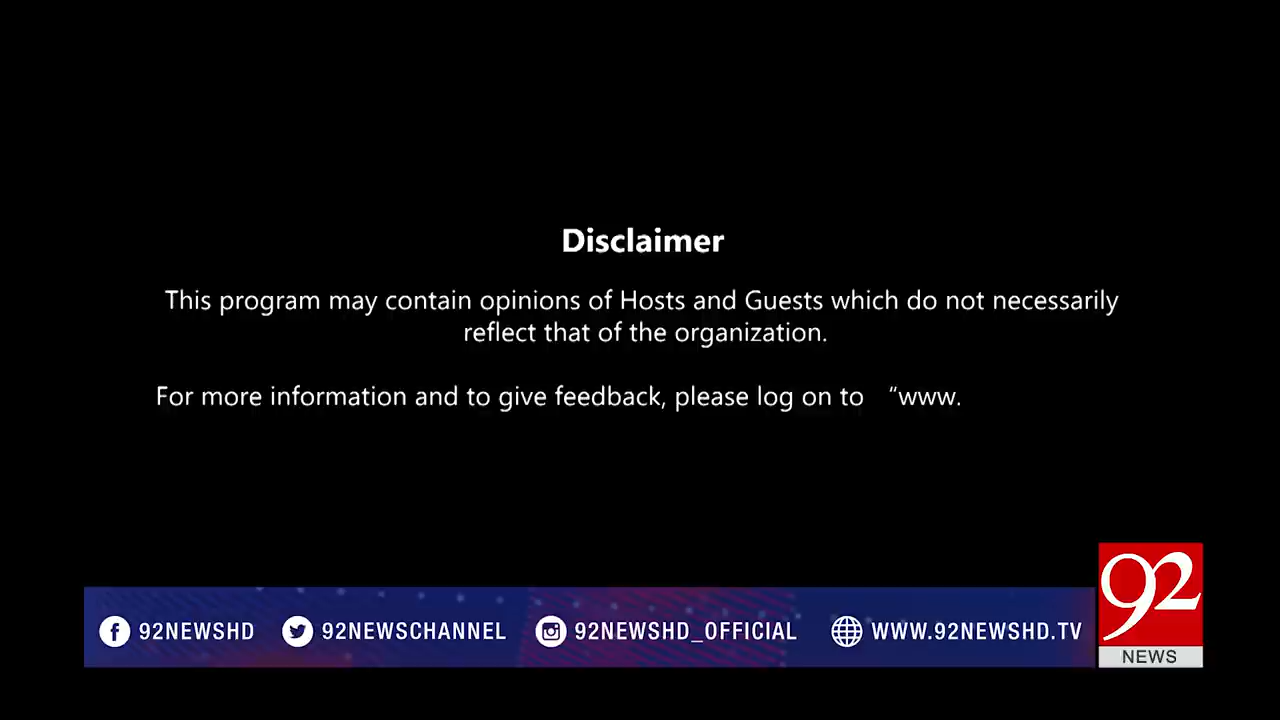 Disclaimer
This program may contain opinions of Hosts and Guests which do not necessarily
reflect that of the organization.
For more information and to give feedback, please log on to “www.
92NEWSHD 92NEWSCHANNEL 92NEWSHD_OFFICIAL WWW.92NEWSHD.TV
92
NEWS